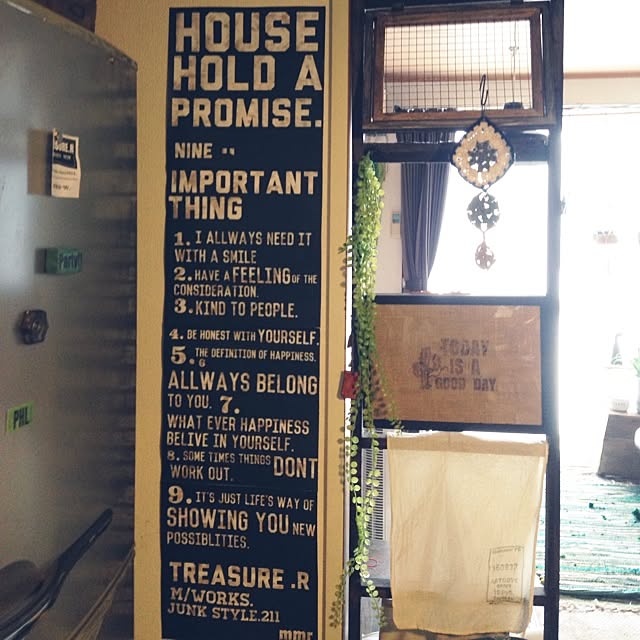 HOUSE
HOLD A
PROMISE.
NINE
IMPORTANT
THING
1. I ALLWAYS NEED IT
WITH A SMILE
2. HAVE A FEELING OF THE
CONSIDERATION.
3. KIND TO PEOPLE.
4. BE HONEST WITH YOURSELF.
5. THE DEFINITION OF HAPPINESS.
6
ALLWAYS BELONG
TO YOU. 7.
WHAT EVER HAPPINESS
BELIVE IN YOURSELF.
8. SOME TIMES THINGS DONT
WORK OUT.
9. IT'S JUST LIFE'S WAY OF
SHOWING YOU NEW
POSSIBLITIES.
TREASURE.R
M/WORKS.
JUNK STYLE.211
mmr
Party!
PHL
TODAY
IS A
GOOD DAY